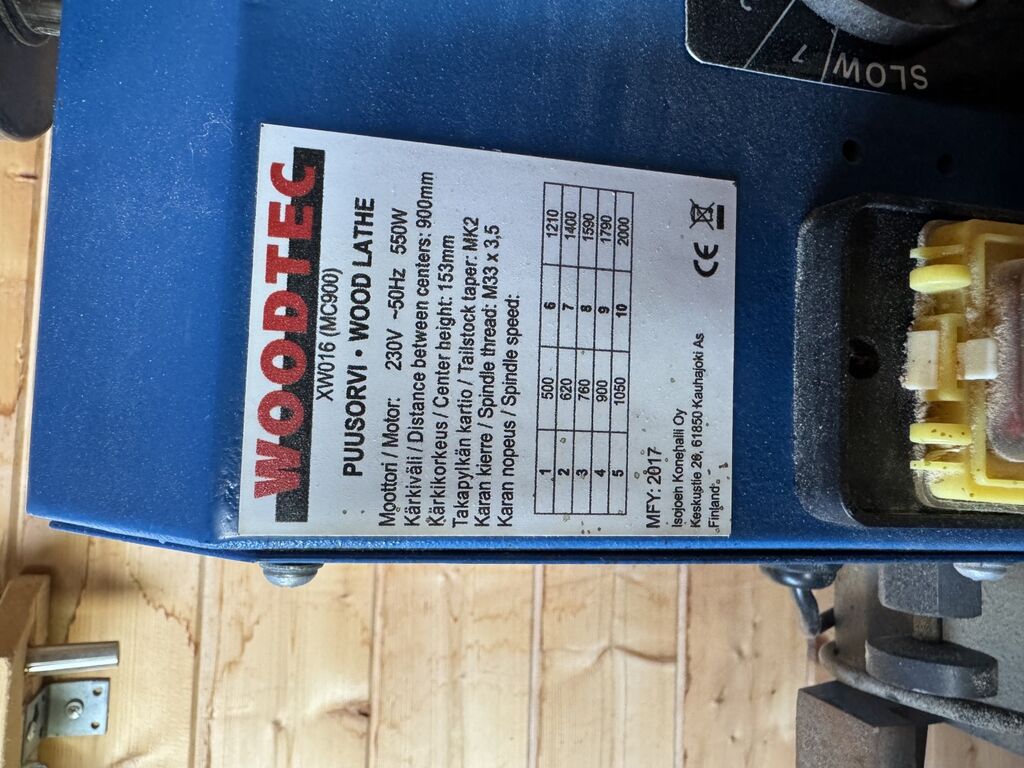 WOODTEC
XW016 (MC900)
PUUSORVI • WOOD LATHE
Moottori / Motor: 230V ~50Hz 550W
Kärkiväli / Distance between centers: 900mm
Kärkikorkeus / Center height: 153mm
Takapylkän kartio / Tailstock taper: MK2
Karan kierre / Spindle thread: M33 x 3,5
Karan nopeus / Spindle speed:
1 500 6 1210
2 620 7 1400
3 760 8 1590
4 900 9 1790
5 1050 10 2000
MFY: 2017
Isojoen Konehalli Oy
Keskustie 26, 61850 Kauhajoki As
Finland
CE
SLOW 1